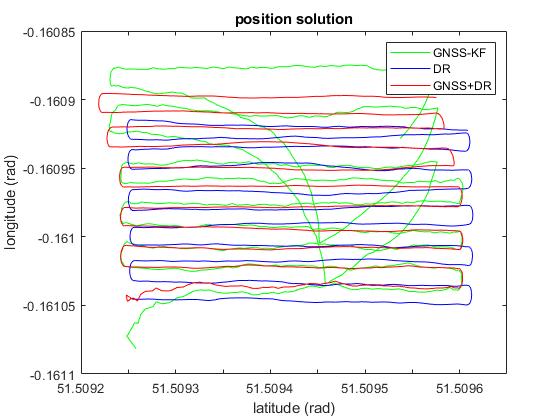 position solution
GNSS-KF
DR
GNSS+DR
-0.16085
-0.1609
-0.16095
-0.161
-0.16105
-0.1611
longitude (rad)
51.5092 51.5093 51.5094 51.5095 51.5096
latitude (rad)